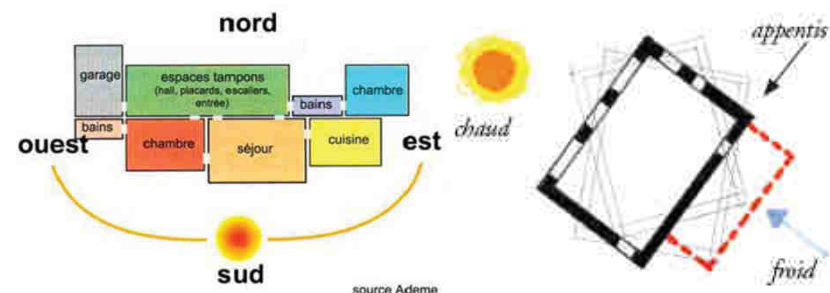 nord
garage
espaces tampons
(hall, placards, escaliers,
entrée)
bains
chambre
bains
chambre
séjour
cuisine
ouest
est
sud
source Ademe
appentis
chaud
froid